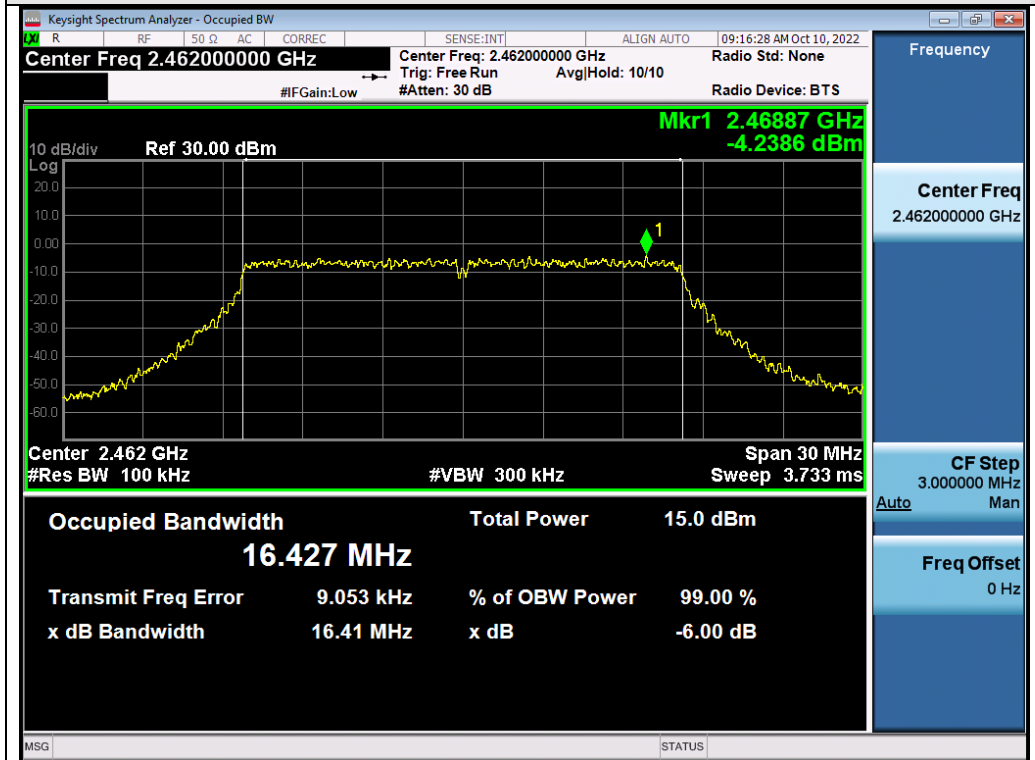 Keysight Spectrum Analyzer - Occupied BW
LXI R RF 50 Ω AC CORREC SENSE:INT ALIGN AUTO 09:16:28 AM Oct 10, 2022
Center Freq 2.462000000 GHz
Center Freq: 2.462000000 GHz Radio Std: None
Trig: Free Run Avg|Hold: 10/10
#IFGain:Low #Atten: 30 dB Radio Device: BTS
Frequency
Mkr1 2.46887 GHz
-4.2386 dBm
10 dB/div Ref 30.00 dBm
Log
20.0
10.0
0.00
-10.0
-20.0
-30.0
-40.0
-50.0
-60.0
1
Center 2.462 GHz Span 30 MHz
#Res BW 100 kHz #VBW 300 kHz Sweep 3.733 ms
Occupied Bandwidth Total Power 15.0 dBm
16.427 MHz
Transmit Freq Error 9.053 kHz % of OBW Power 99.00 %
x dB Bandwidth 16.41 MHz x dB -6.00 dB
Center Freq
2.462000000 GHz
CF Step
3.000000 MHz
Auto Man
Freq Offset
0 Hz
MSG STATUS